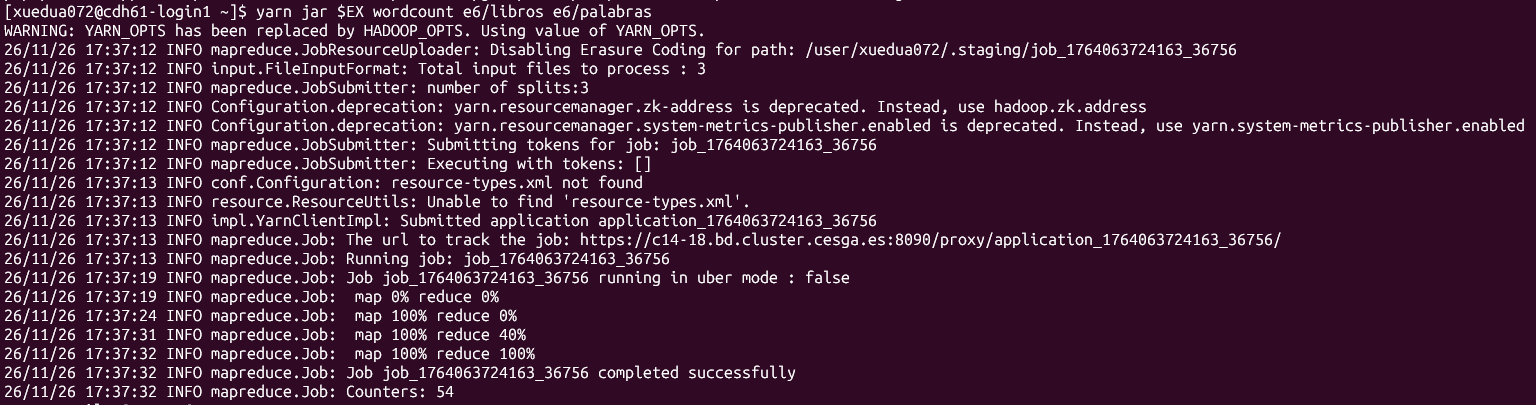 [xuedua072@cdh61-login1 ~]$ yarn jar $EX wordcount e6/libros e6/palabras
WARNING: YARN_OPTS has been replaced by HADOOP_OPTS. Using value of YARN_OPTS.
26/11/26 17:37:12 INFO mapreduce.JobResourceUploader: Disabling Erasure Coding for path: /user/xuedua072/.staging/job_1764063724163_36756
26/11/26 17:37:12 INFO input.FileInputFormat: Total input files to process : 3
26/11/26 17:37:12 INFO mapreduce.JobSubmitter: number of splits:3
26/11/26 17:37:12 INFO Configuration.deprecation: yarn.resourcemanager.zk-address is deprecated. Instead, use hadoop.zk.address
26/11/26 17:37:12 INFO Configuration.deprecation: yarn.resourcemanager.system-metrics-publisher.enabled is deprecated. Instead, use yarn.system-metrics-publisher.enabled
26/11/26 17:37:12 INFO mapreduce.JobSubmitter: Submitting tokens for job: job_1764063724163_36756
26/11/26 17:37:12 INFO mapreduce.JobSubmitter: Executing with tokens: []
26/11/26 17:37:13 INFO conf.Configuration: resource-types.xml not found
26/11/26 17:37:13 INFO resource.ResourceUtils: Unable to find 'resource-types.xml'.
26/11/26 17:37:13 INFO impl.YarnClientImpl: Submitted application application_1764063724163_36756
26/11/26 17:37:13 INFO mapreduce.Job: The url to track the job: https://c14-18.bd.cluster.cesga.es:8090/proxy/application_1764063724163_36756/
26/11/26 17:37:13 INFO mapreduce.Job: Running job: job_1764063724163_36756
26/11/26 17:37:19 INFO mapreduce.Job: Job job_1764063724163_36756 running in uber mode : false
26/11/26 17:37:19 INFO mapreduce.Job:  map 0% reduce 0%
26/11/26 17:37:24 INFO mapreduce.Job:  map 100% reduce 0%
26/11/26 17:37:31 INFO mapreduce.Job:  map 100% reduce 40%
26/11/26 17:37:32 INFO mapreduce.Job:  map 100% reduce 100%
26/11/26 17:37:32 INFO mapreduce.Job: Job job_1764063724163_36756 completed successfully
26/11/26 17:37:32 INFO mapreduce.Job: Counters: 54